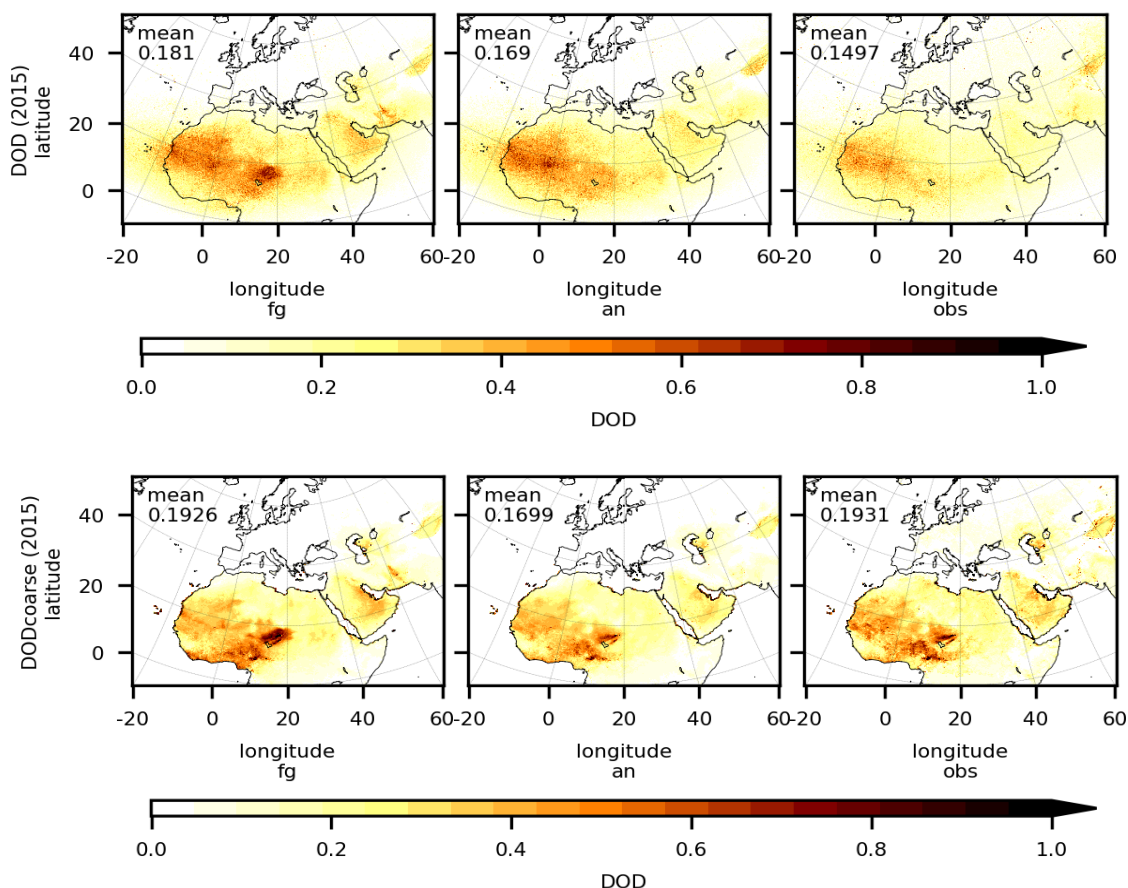 DOD (2015)
latitude
40
20
0
mean
0.181
mean
0.169
mean
0.1497
-20 0 20 40 60
-20 0 20 40 60
-20 0 20 40 60
longitude
fg
longitude
an
longitude
obs
0.0 0.2 0.4 0.6 0.8 1.0
DOD
DODcoarse (2015)
latitude
40
20
0
mean
0.1926
mean
0.1699
mean
0.1931
-20 0 20 40 60
-20 0 20 40 60
-20 0 20 40 60
longitude
fg
longitude
an
longitude
obs
0.0 0.2 0.4 0.6 0.8 1.0
DOD